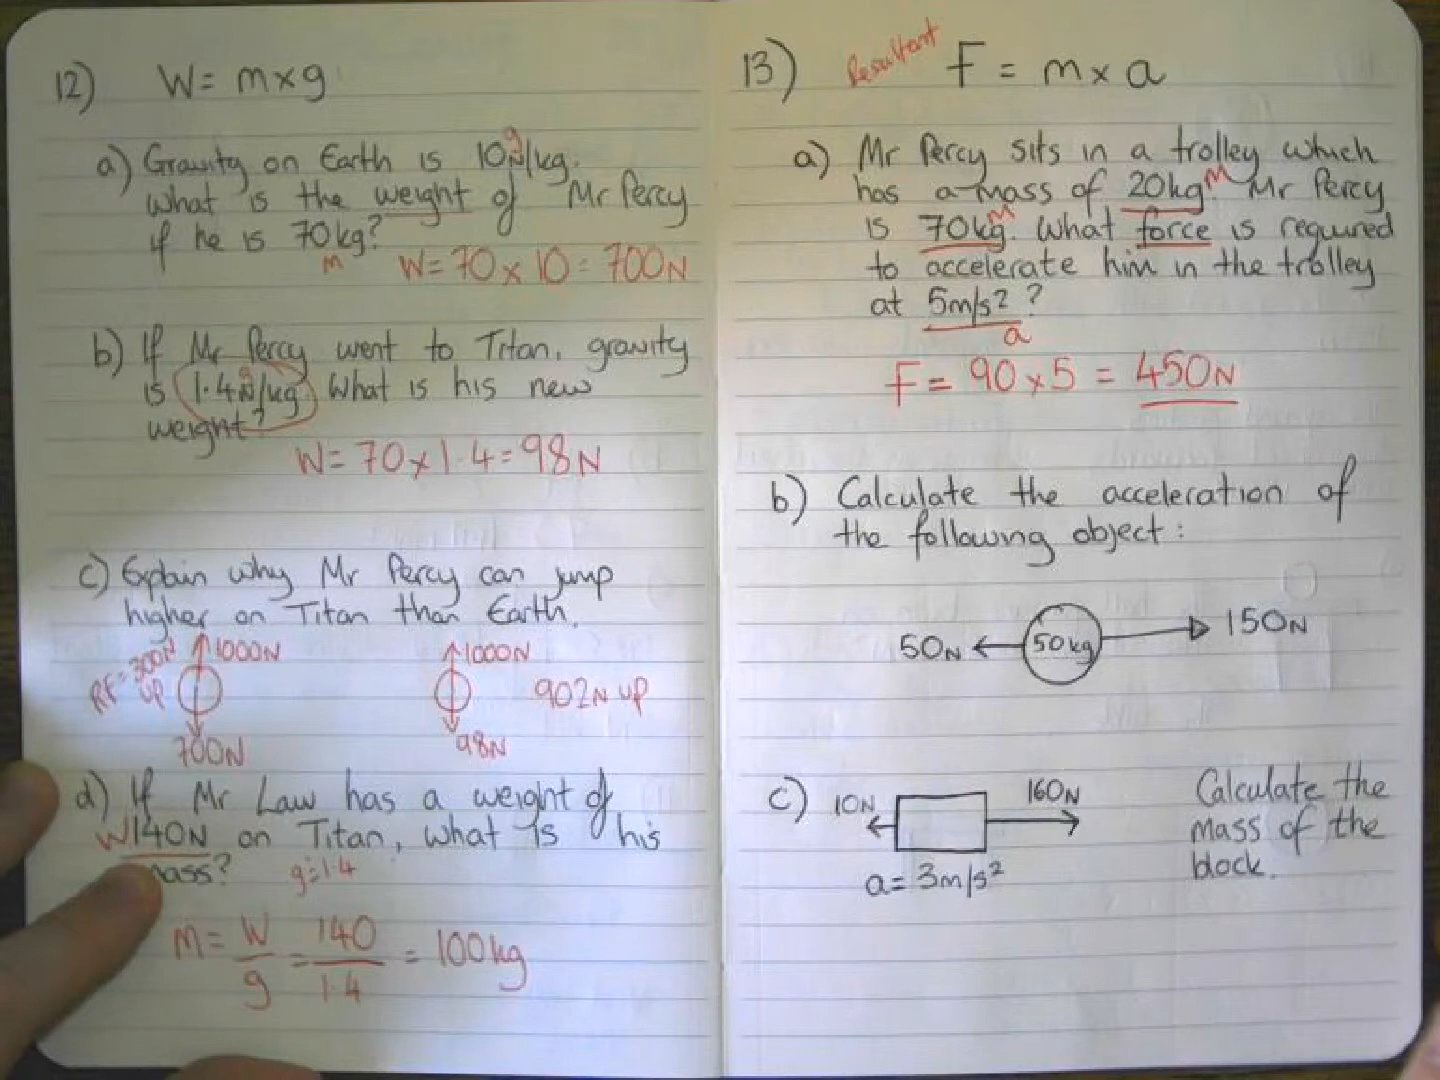 12) W = m x g
a) Gravity on Earth is 10N/kg.
g
What is the weight of Mr Percy
if he is 70kg?
m
W = 70 x 10 = 700N
b) If Mr Percy went to Titan, gravity
is 1.4N/kg. What is his new
g
weight?
W = 70 x 1.4 = 98N
c) Explain why Mr Percy can jump
higher on Titan than Earth.
RF = 300N
UP
1000N
700N
1000N
902N UP
98N
d) If Mr Law has a weight of
W 140N on Titan, what is his
mass?
g = 1.4
M = W/g = 140/1.4 = 100kg
13) Resultant F = m x a
a) Mr Percy sits in a trolley which
has a mass of 20kg. Mr Percy
M
is 70kg. What force is required
M
to accelerate him in the trolley
at 5m/s²?
a
F = 90 x 5 = 450N
b) Calculate the acceleration of
the following object:
50N 50kg 150N
c) 10N 160N
a = 3m/s²
Calculate the
mass of the
block.